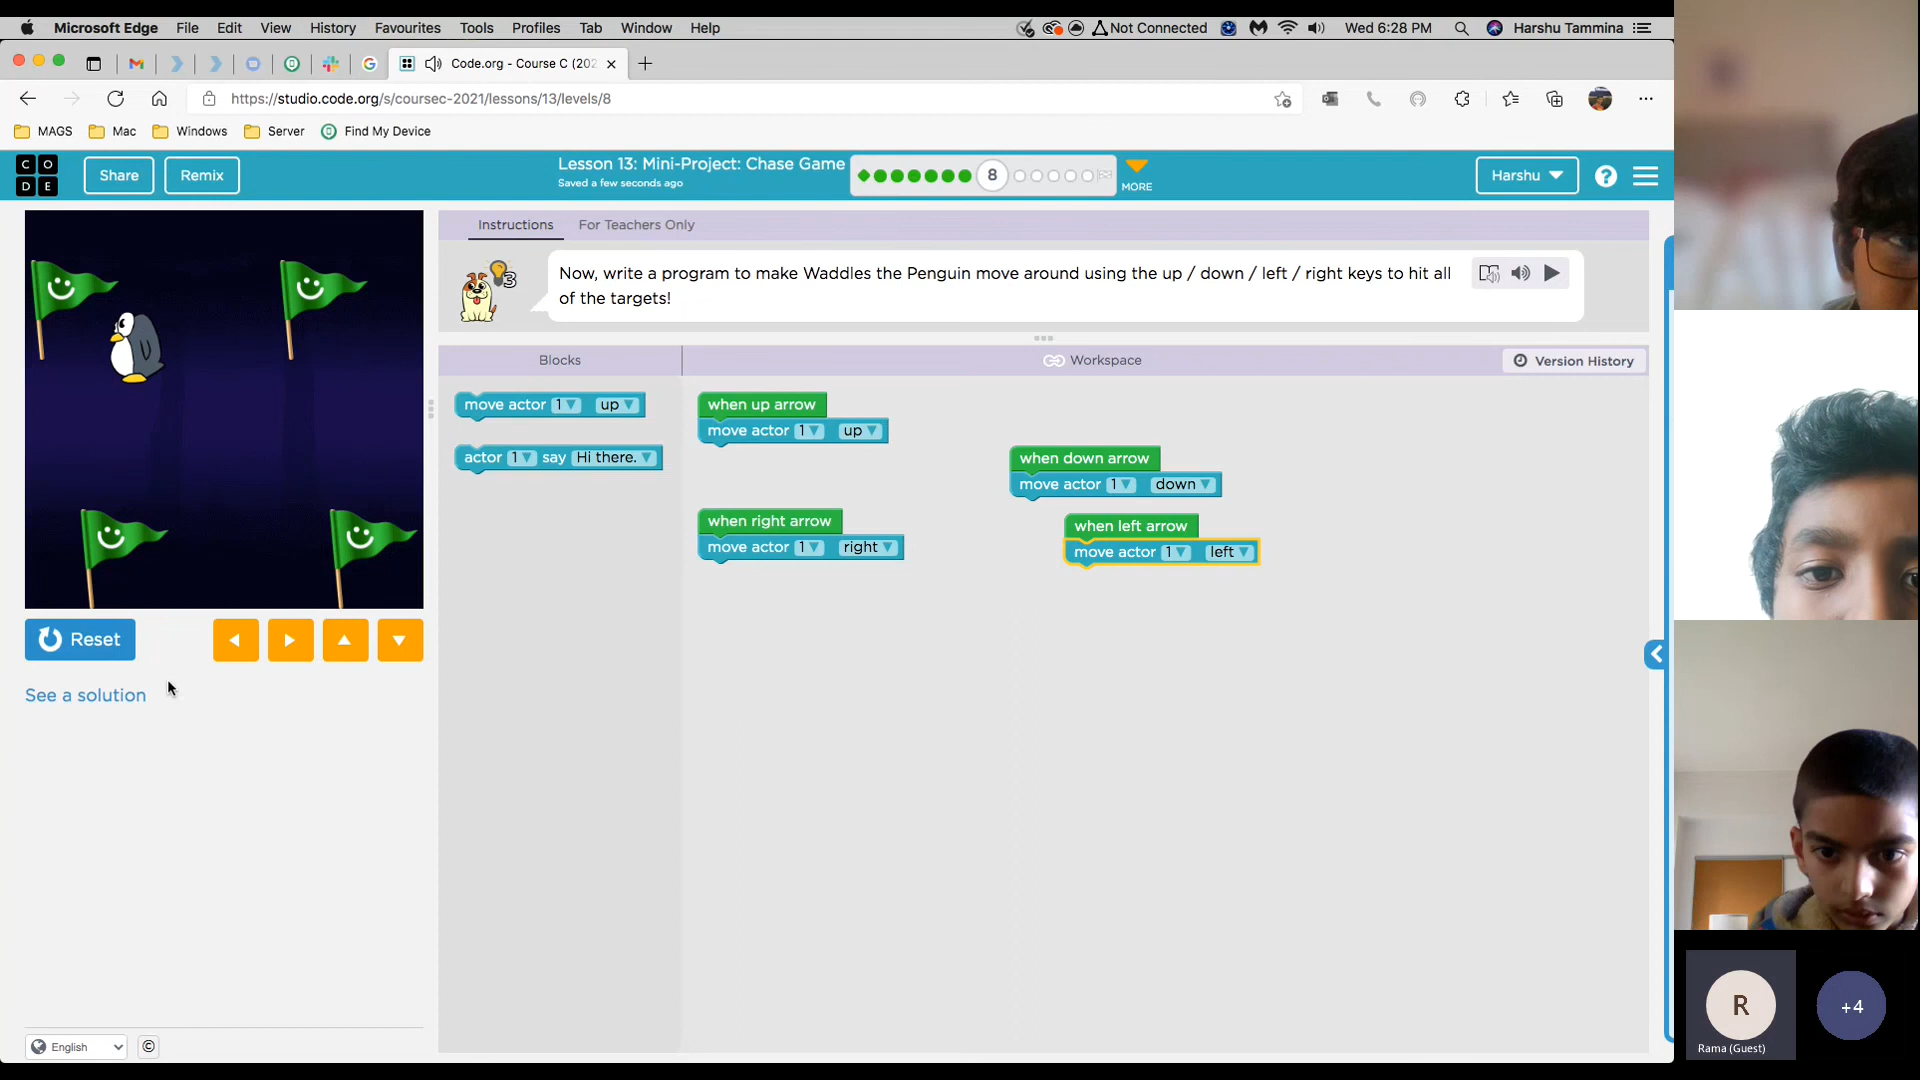 Microsoft Edge File Edit View History Favourites Tools Profiles Tab Window Help Not Connected Wed 6:28 PM Harshu Tammina
Code.org - Course C (202
https://studio.code.org/s/coursec-2021/lessons/13/levels/8
MAGS Mac Windows Server Find My Device
C O D E
Share
Remix
Lesson 13: Mini-Project: Chase Game
Saved a few seconds ago
8
MORE
Harshu
Instructions
For Teachers Only
3
Now, write a program to make Waddles the Penguin move around using the up / down / left / right keys to hit all
of the targets!
Blocks
Workspace
Version History
move actor 1 up
actor 1 say Hi there.
when up arrow
move actor 1 up
when down arrow
move actor 1 down
when right arrow
move actor 1 right
when left arrow
move actor 1 left
Reset
See a solution
English
©
R
Rama (Guest)
+4